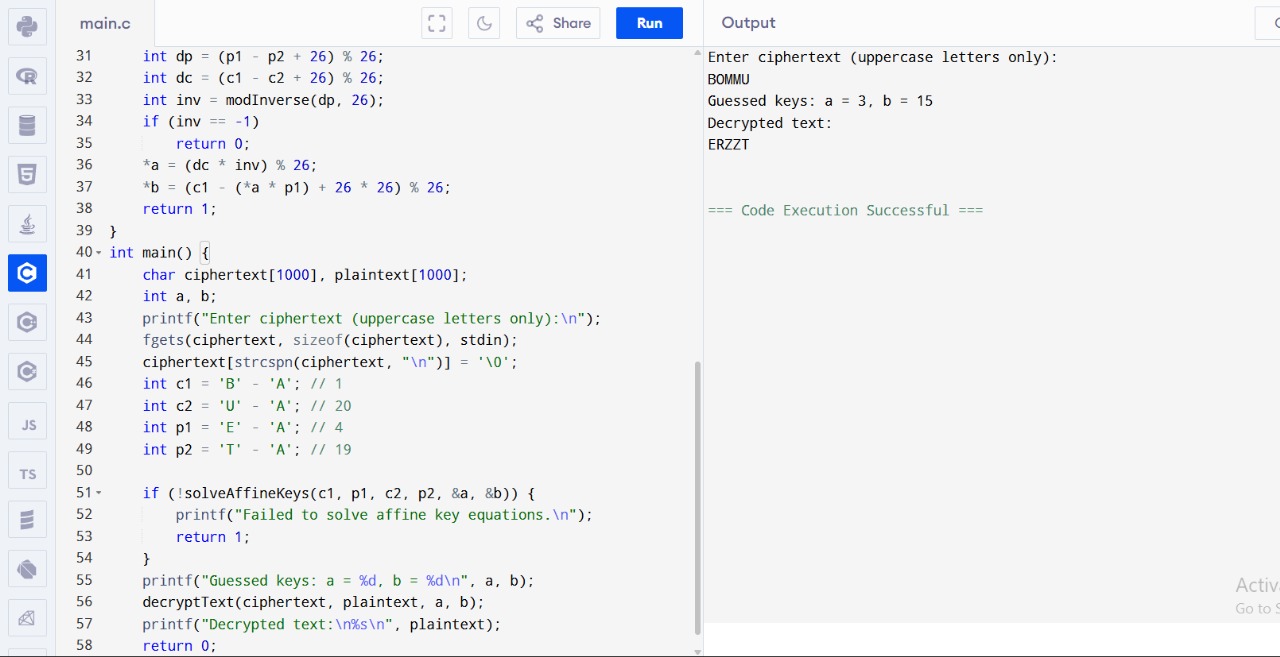 main.c
Share
Run
Output
31 int dp = (p1 - p2 + 26) % 26;
32 int dc = (c1 - c2 + 26) % 26;
33 int inv = modInverse(dp, 26);
34 if (inv == -1)
35 return 0;
36 *a = (dc * inv) % 26;
37 *b = (c1 - (*a * p1) + 26 * 26) % 26;
38 return 1;
39 }
40 int main() {
41 char ciphertext[1000], plaintext[1000];
42 int a, b;
43 printf("Enter ciphertext (uppercase letters only):\n");
44 fgets(ciphertext, sizeof(ciphertext), stdin);
45 ciphertext[strcspn(ciphertext, "\n")] = '\0';
46 int c1 = 'B' - 'A'; // 1
47 int c2 = 'U' - 'A'; // 20
48 int p1 = 'E' - 'A'; // 4
49 int p2 = 'T' - 'A'; // 19
50
51 if (!solveAffineKeys(c1, p1, c2, p2, &a, &b)) {
52 printf("Failed to solve affine key equations.\n");
53 return 1;
54 }
55 printf("Guessed keys: a = %d, b = %d\n", a, b);
56 decryptText(ciphertext, plaintext, a, b);
57 printf("Decrypted text:\n%s\n", plaintext);
58 return 0;
Enter ciphertext (uppercase letters only):
BOMMU
Guessed keys: a = 3, b = 15
Decrypted text:
ERZZT
=== Code Execution Successful ===
JS
TS
Go to S